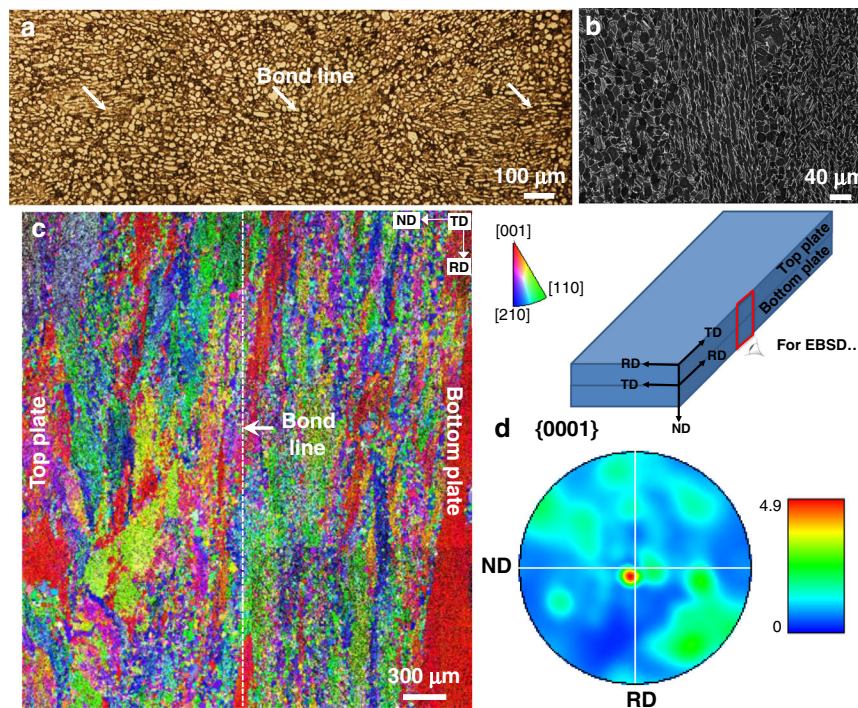 a
Bond line
100 μm
b
40 μm
c
ND
TD
RD
Top plate
Bond
line
Bottom plate
300 μm
[001]
[110]
[210]
Top plate
Bottom plate
TD
RD
RD
TD
ND
For EBSD..
d
{0001}
ND
RD
4.9
0